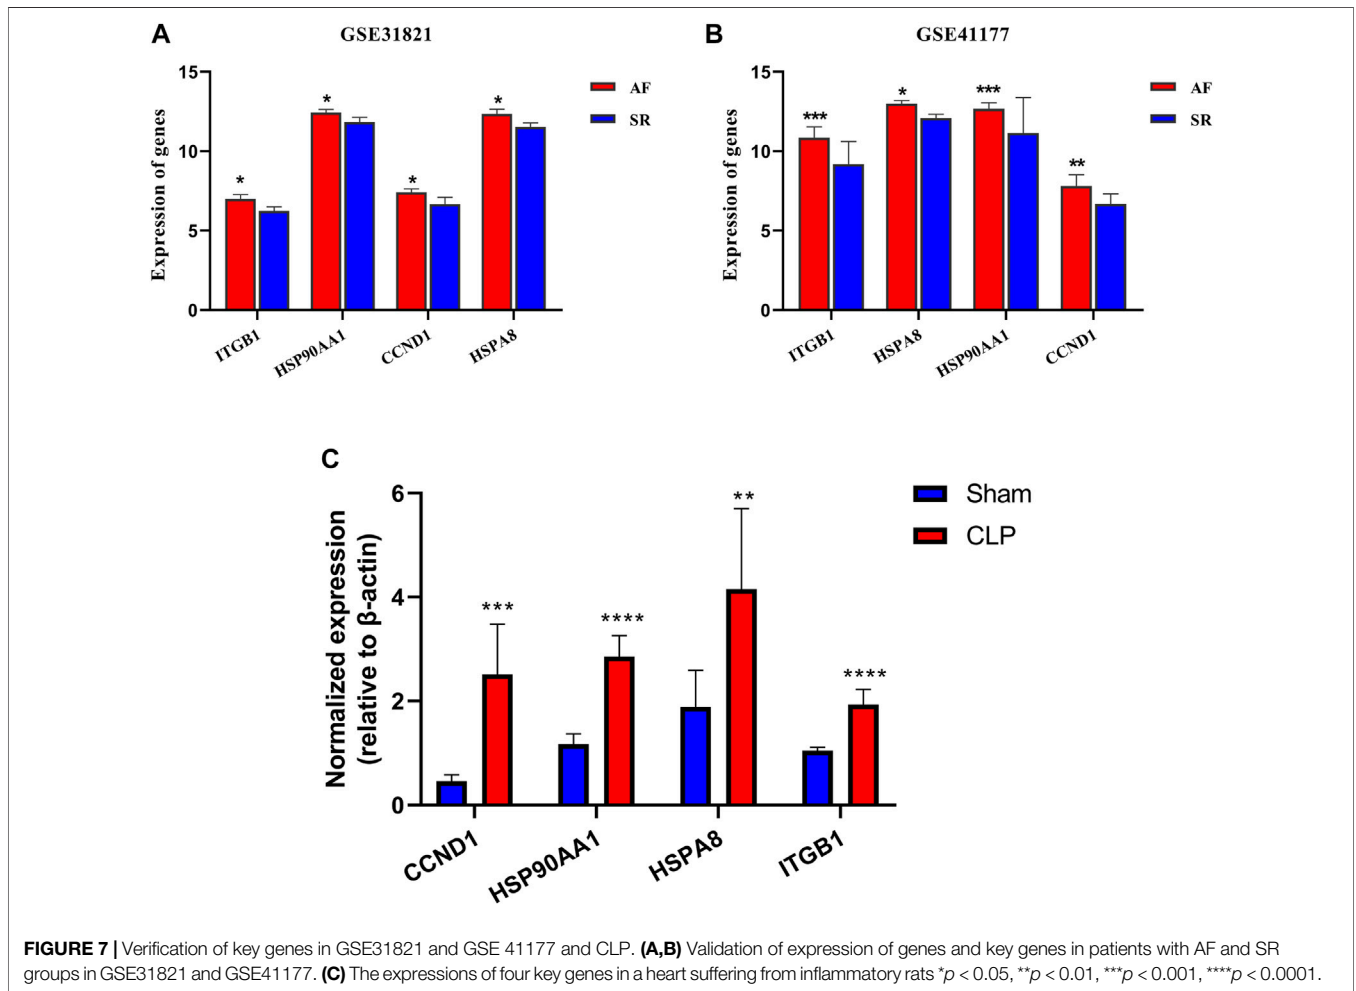 A
GSE31821
Expression of genes
15
10
5
0
*
*
*
*
ITGB1
HSP90AA1
CCND1
HSPA8
AF
SR
B
GSE41177
Expression of genes
15
10
5
0
***
*
***
**
ITGB1
HSPA8
HSP90AA1
CCND1
AF
SR
C
Normalized expression
(relative to β-actin)
6
4
2
0
***
****
**
****
CCND1
HSP90AA1
HSPA8
ITGB1
Sham
CLP
FIGURE 7 | Verification of key genes in GSE31821 and GSE 41177 and CLP. (A,B) Validation of expression of genes and key genes in patients with AF and SR
groups in GSE31821 and GSE41177. (C) The expressions of four key genes in a heart suffering from inflammatory rats *p < 0.05, **p < 0.01, ***p < 0.001, ****p < 0.0001.